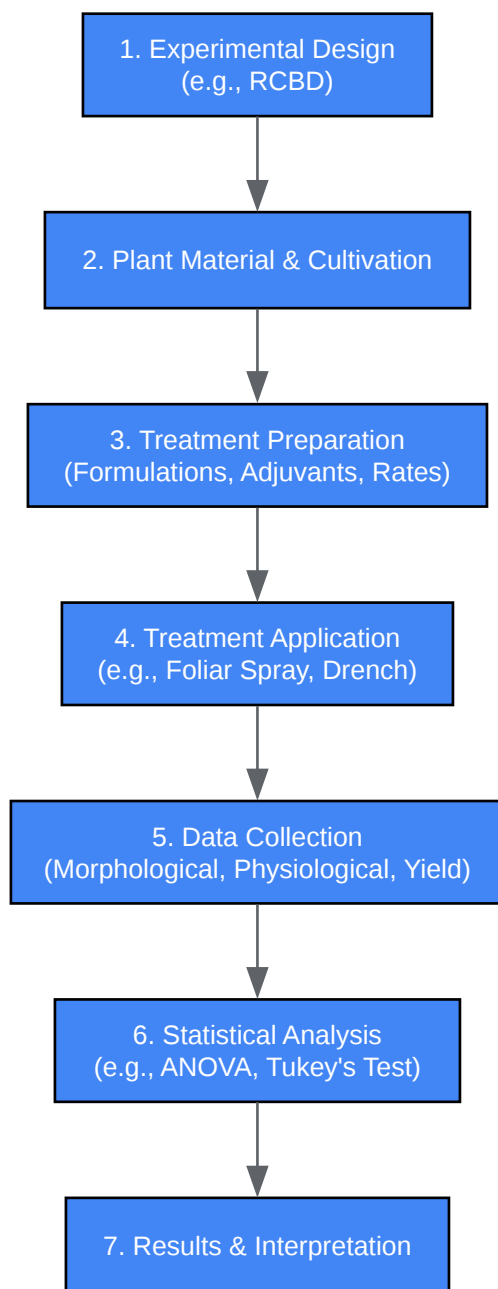 1. Experimental Design
(e.g., RCBD)
2. Plant Material & Cultivation
3. Treatment Preparation
(Formulations, Adjuvants, Rates)
4. Treatment Application
(e.g., Foliar Spray, Drench)
5. Data Collection
(Morphological, Physiological, Yield)
6. Statistical Analysis
(e.g., ANOVA, Tukey's Test)
7. Results & Interpretation